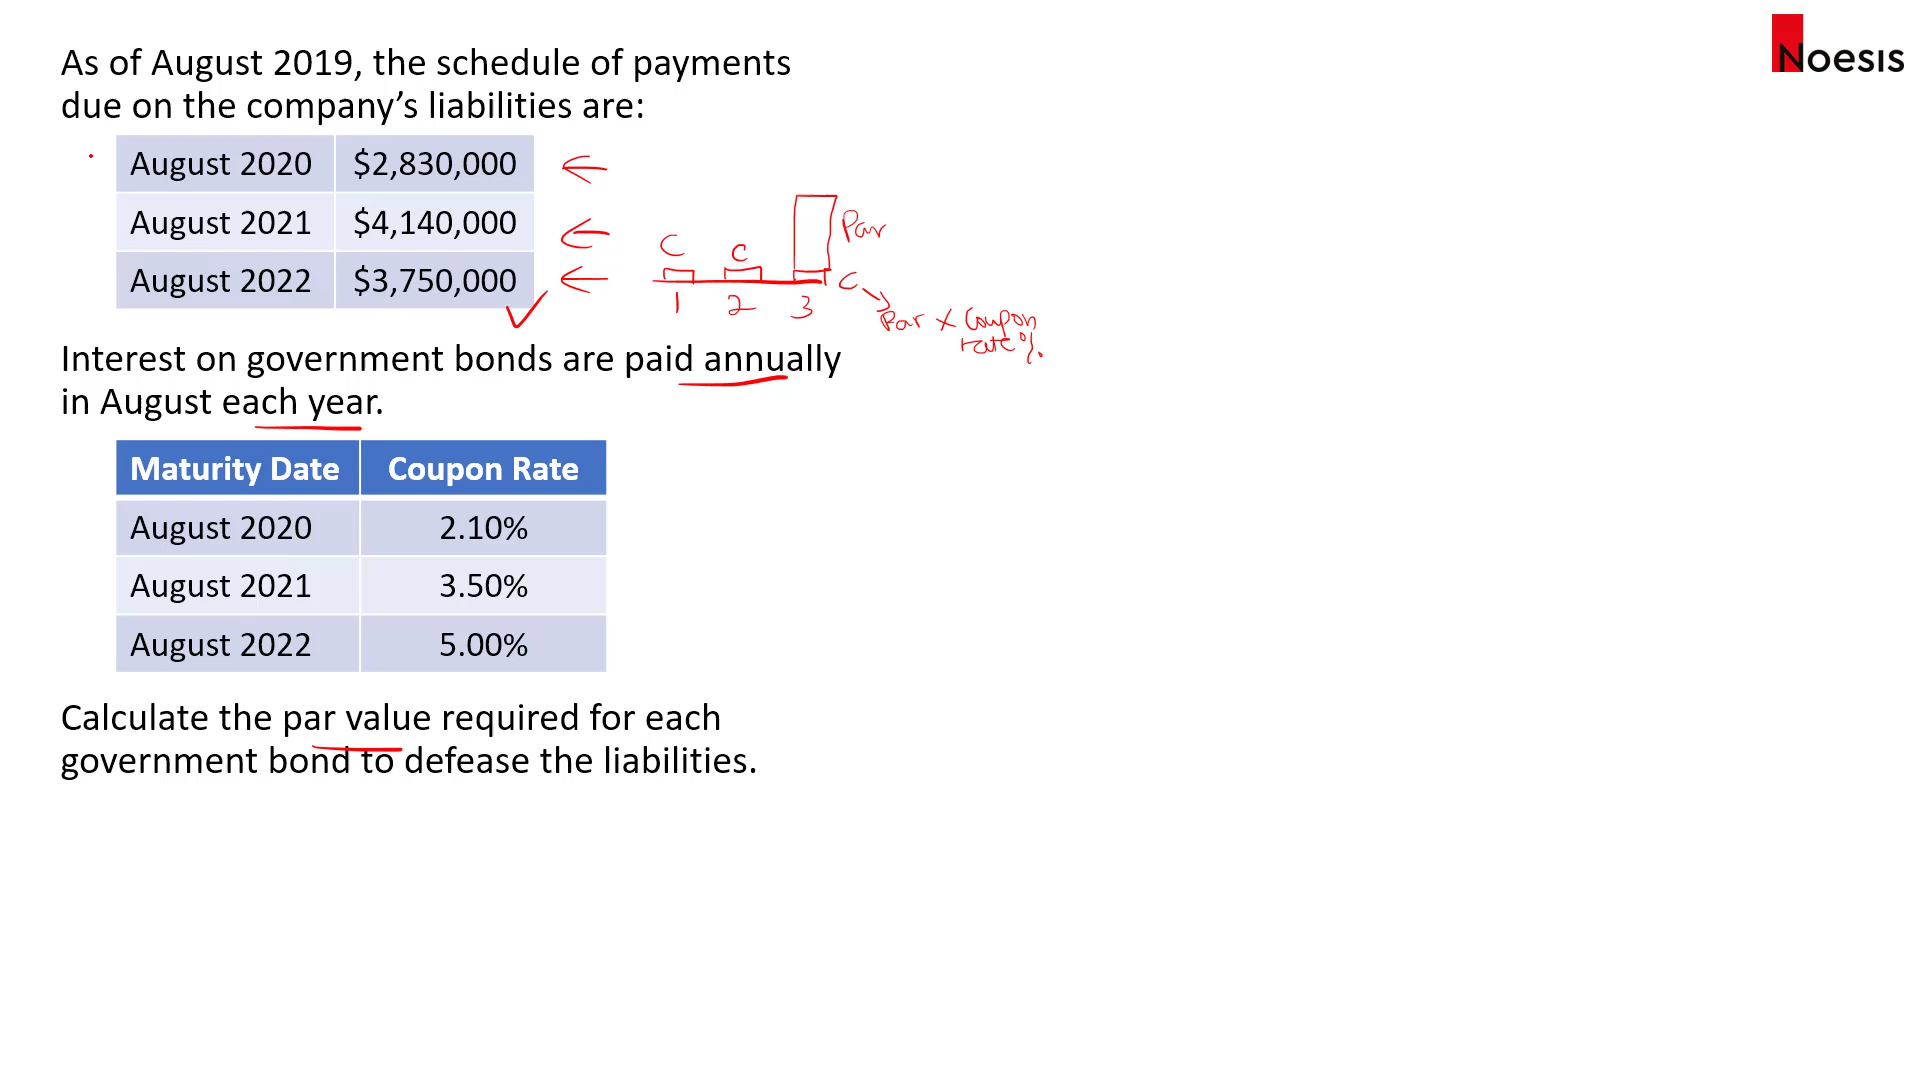 Noesis
As of August 2019, the schedule of payments
due on the company's liabilities are:
August 2020 $2,830,000
August 2021 $4,140,000
August 2022 $3,750,000
C C Par
C
1 2 3
Par x Coupon
rate %
Interest on government bonds are paid annually
in August each year.
Maturity Date Coupon Rate
August 2020 2.10%
August 2021 3.50%
August 2022 5.00%
Calculate the par value required for each
government bond to defease the liabilities.